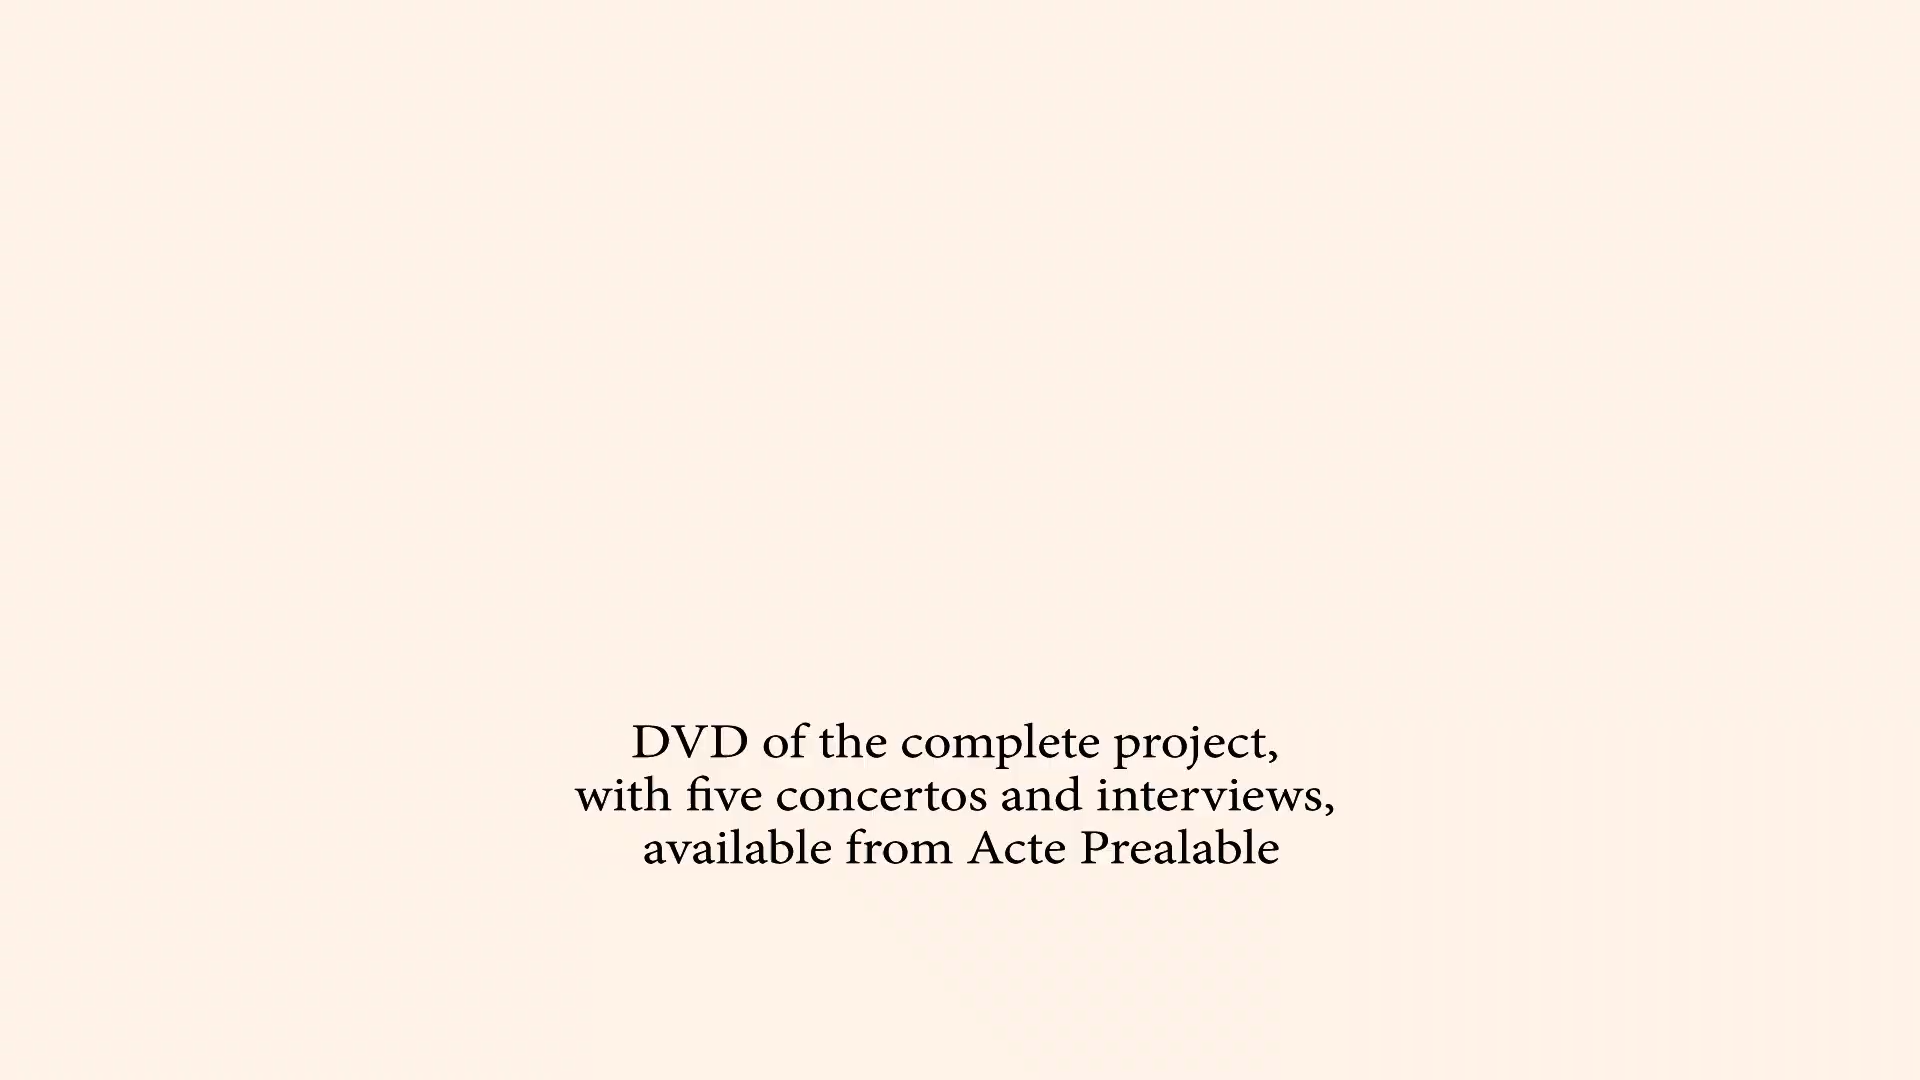 DVD of the complete project,
with five concertos and interviews,
available from Acte Prealable